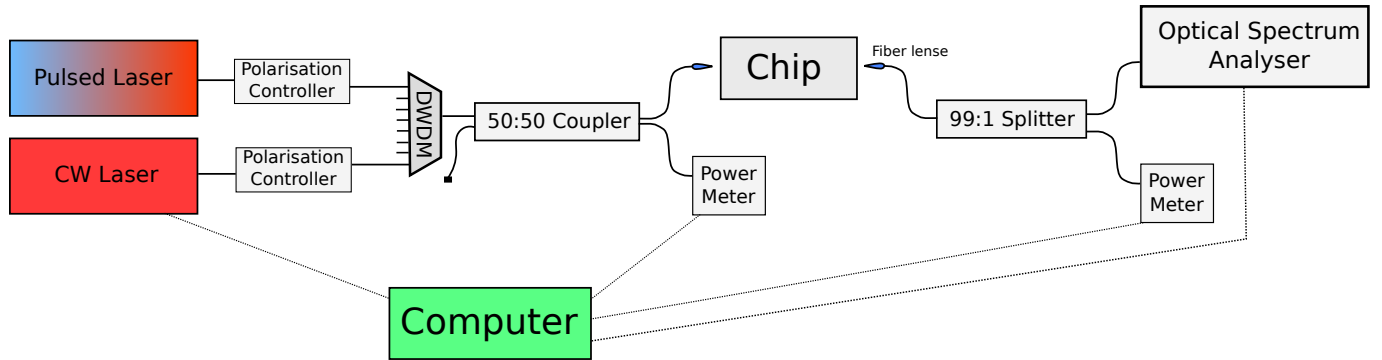 Pulsed Laser
Polarisation
Controller
CW Laser
Polarisation
Controller
DWDM
50:50 Coupler
Power
Meter
Chip
Fiber lense
99:1 Splitter
Optical Spectrum
Analyser
Power
Meter
Computer